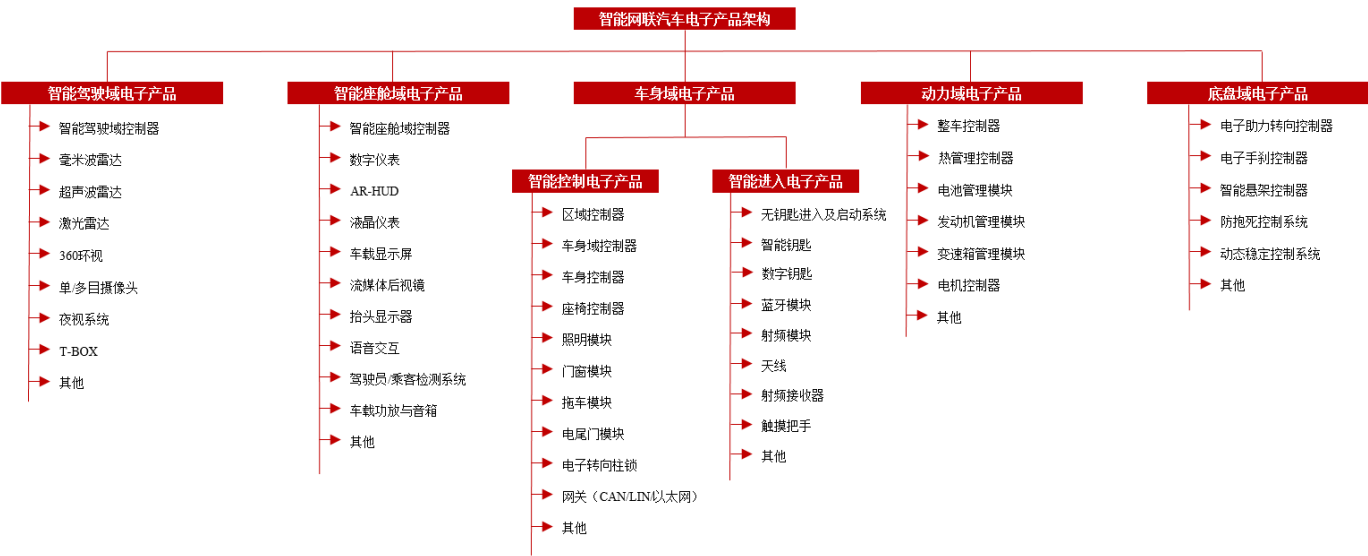 智能网联汽车电子产品架构
智能驾驶域电子产品
智能驾驶域控制器
毫米波雷达
超声波雷达
激光雷达
360环视
单/多目摄像头
夜视系统
T-BOX
其他
智能座舱域电子产品
智能座舱域控制器
数字仪表
AR-HUD
液晶仪表
车载显示屏
流媒体后视镜
抬头显示器
语音交互
驾驶员/乘客检测系统
车载功放与音箱
其他
车身域电子产品
智能控制电子产品
区域控制器
车身域控制器
车身控制器
座椅控制器
照明模块
门窗模块
拖车模块
电尾门模块
电子转向柱锁
网关（CAN/LIN/以太网）
其他
智能进入电子产品
无钥匙进入及启动系统
智能钥匙
数字钥匙
蓝牙模块
射频模块
天线
射频接收器
触摸把手
其他
动力域电子产品
整车控制器
热管理控制器
电池管理模块
发动机管理模块
变速箱管理模块
电机控制器
其他
底盘域电子产品
电子助力转向控制器
电子手刹控制器
智能悬架控制器
防抱死控制系统
动态稳定控制系统
其他